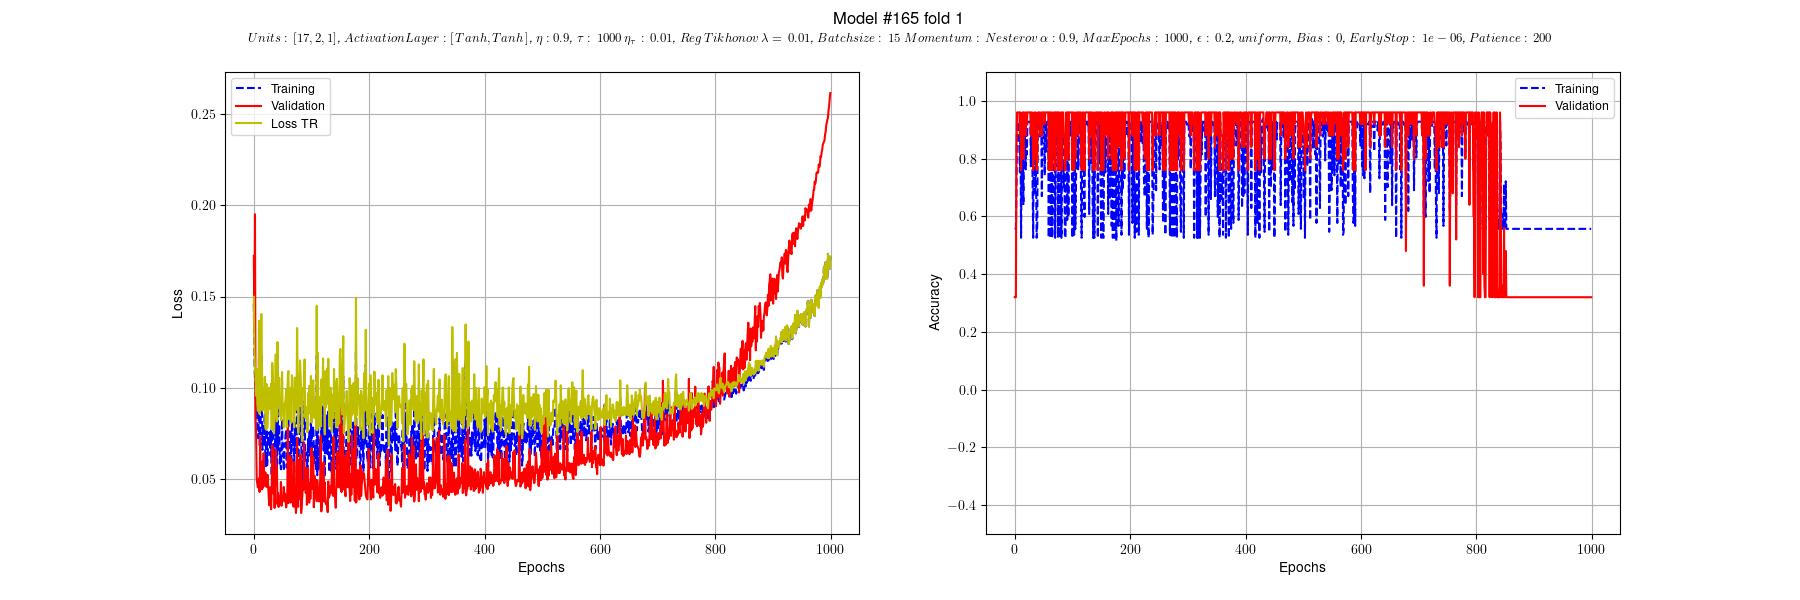 Model #165 fold 1
Units : [17, 2, 1], ActivationLayer : [Tanh, Tanh], η : 0.9, τ : 1000 ητ : 0.01, Reg Tikhonov λ = 0.01, Batchsize : 15 Momentum : Nesterov α : 0.9, MaxEpochs : 1000, ϵ : 0.2, uniform, Bias : 0, EarlyStop : 1e − 06, Patience : 200
Training
Validation
Loss TR
0.25
0.20
0.15
0.10
0.05
Loss
0 200 400 600 800 1000
Epochs
Training
Validation
1.0
0.8
0.6
0.4
0.2
0.0
−0.2
−0.4
Accuracy
0 200 400 600 800 1000
Epochs